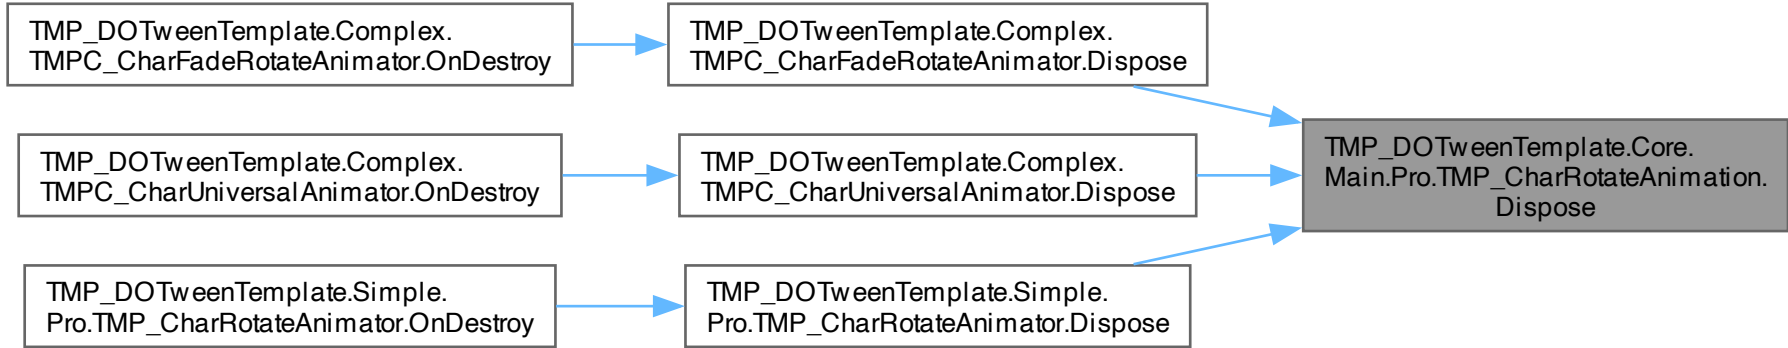 TMP_DOTweenTemplate.Complex.
TMPC_CharFadeRotateAnimator.OnDestroy
TMP_DOTweenTemplate.Complex.
TMPC_CharFadeRotateAnimator.Dispose
TMP_DOTweenTemplate.Complex.
TMPC_CharUniversalAnimator.OnDestroy
TMP_DOTweenTemplate.Complex.
TMPC_CharUniversalAnimator.Dispose
TMP_DOTweenTemplate.Core.
Main.Pro.TMP_CharRotateAnimation.
Dispose
TMP_DOTweenTemplate.Simple.
Pro.TMP_CharRotateAnimator.OnDestroy
TMP_DOTweenTemplate.Simple.
Pro.TMP_CharRotateAnimator.Dispose